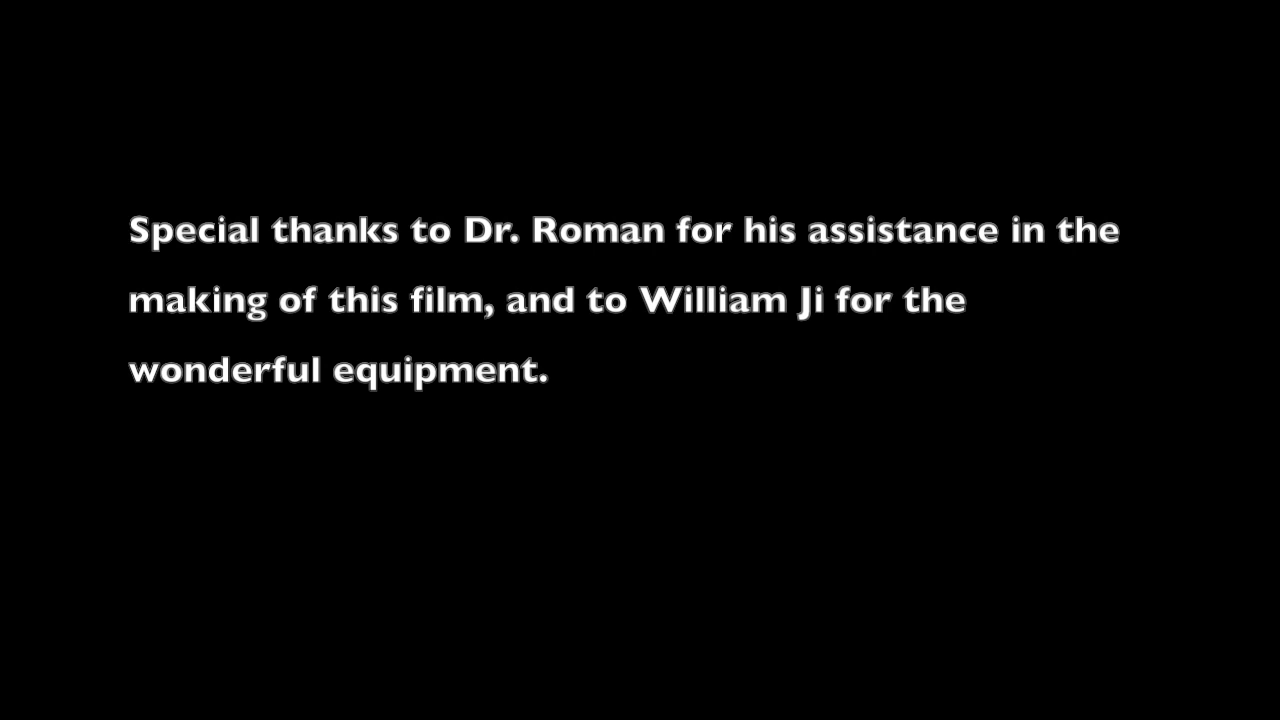 Special thanks to Dr. Roman for his assistance in the
making of this film, and to William Ji for the
wonderful equipment.